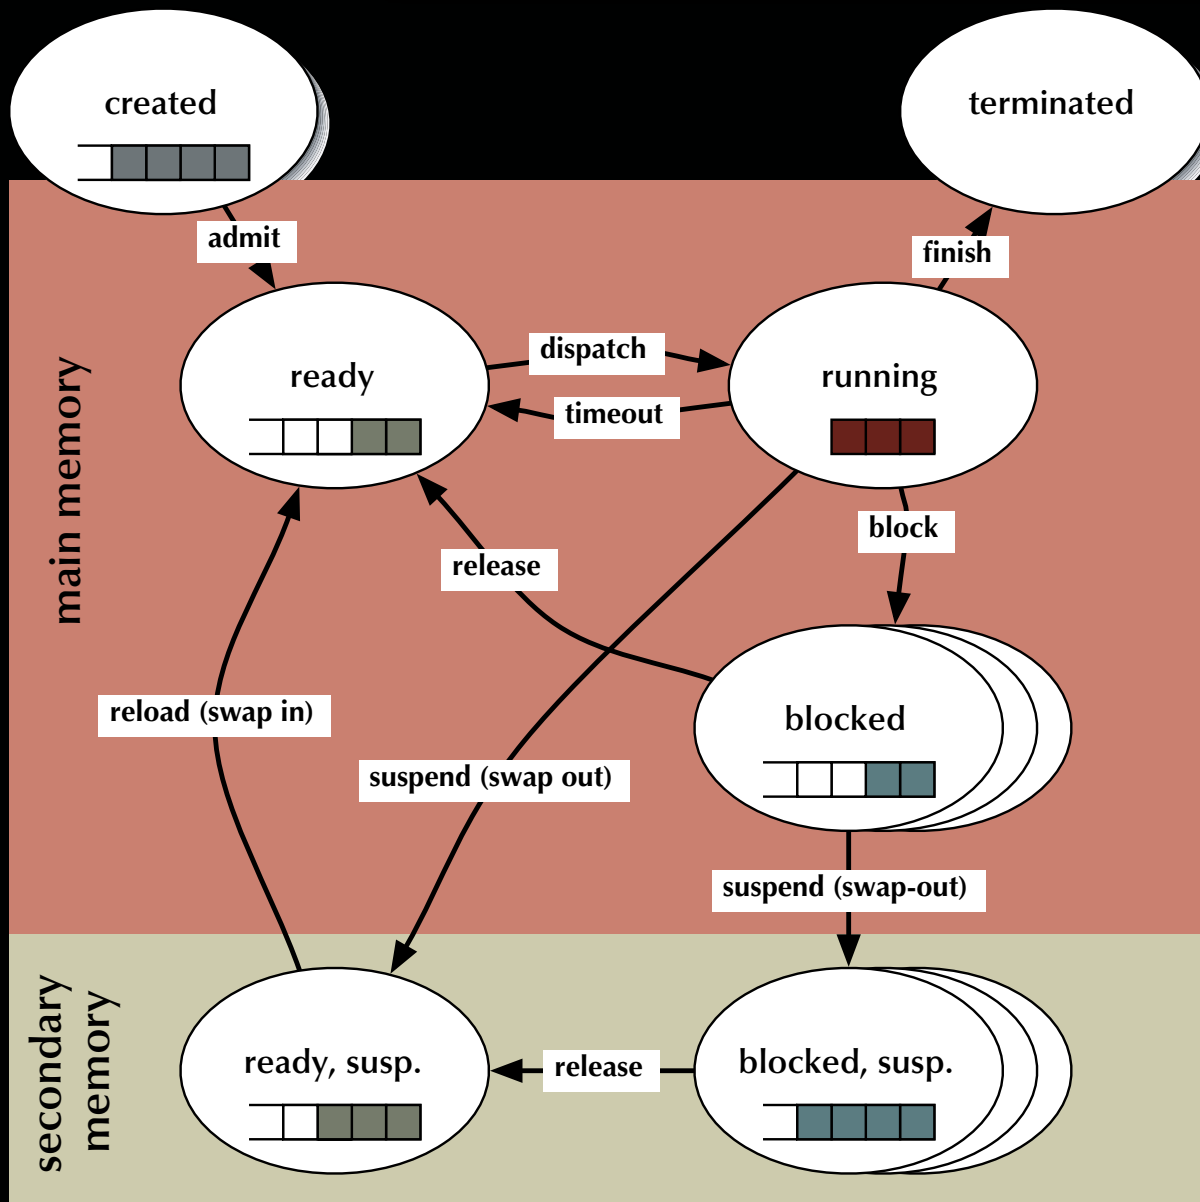 created
terminated
admit
finish
ready
dispatch
timeout
running
main memory
block
release
reload (swap in)
suspend (swap out)
blocked
suspend (swap-out)
secondary
memory
ready, susp.
release
blocked, susp.